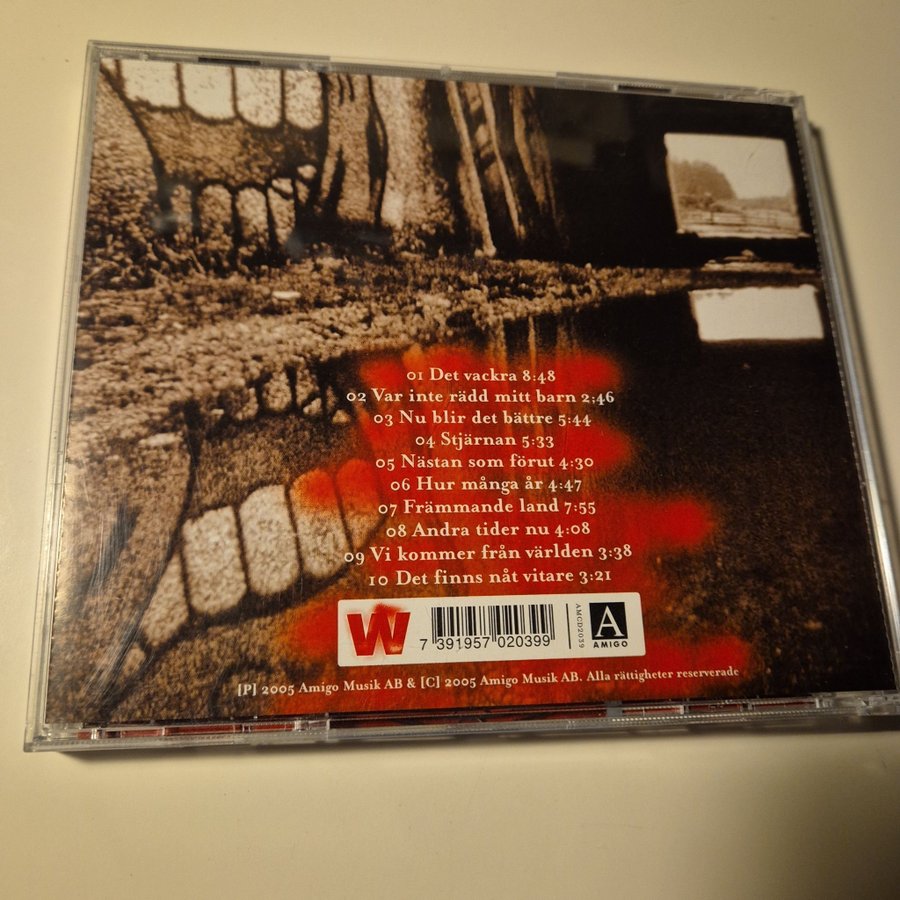 01 Det vackra 8:48
02 Var inte rädd mitt barn 2;46
03 Nu blir det bättre 5:44
04 Stjärnan 5:33
05 Nästan som förut 4:30
06 Hur många år 4:47
07 Främmande land 7:55
08 Andra tider nu 4:08
09 Vi kommer från världen 3:38
10 Det finns nåt vitare 3:21
W
7 391957 020399
AMCD2039
A
AMIGO
[P] 2005 Amigo Musik AB & [C] 2005 Amigo Musik AB. Alla rättigheter reserverade